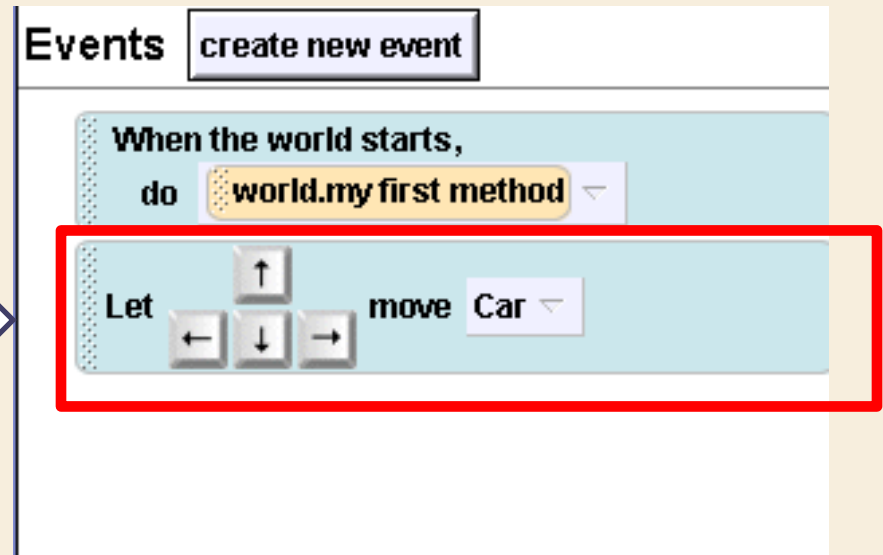 Events create new event
When the world starts,
do world.my first method
Let ↑ ← ↓ → move Car